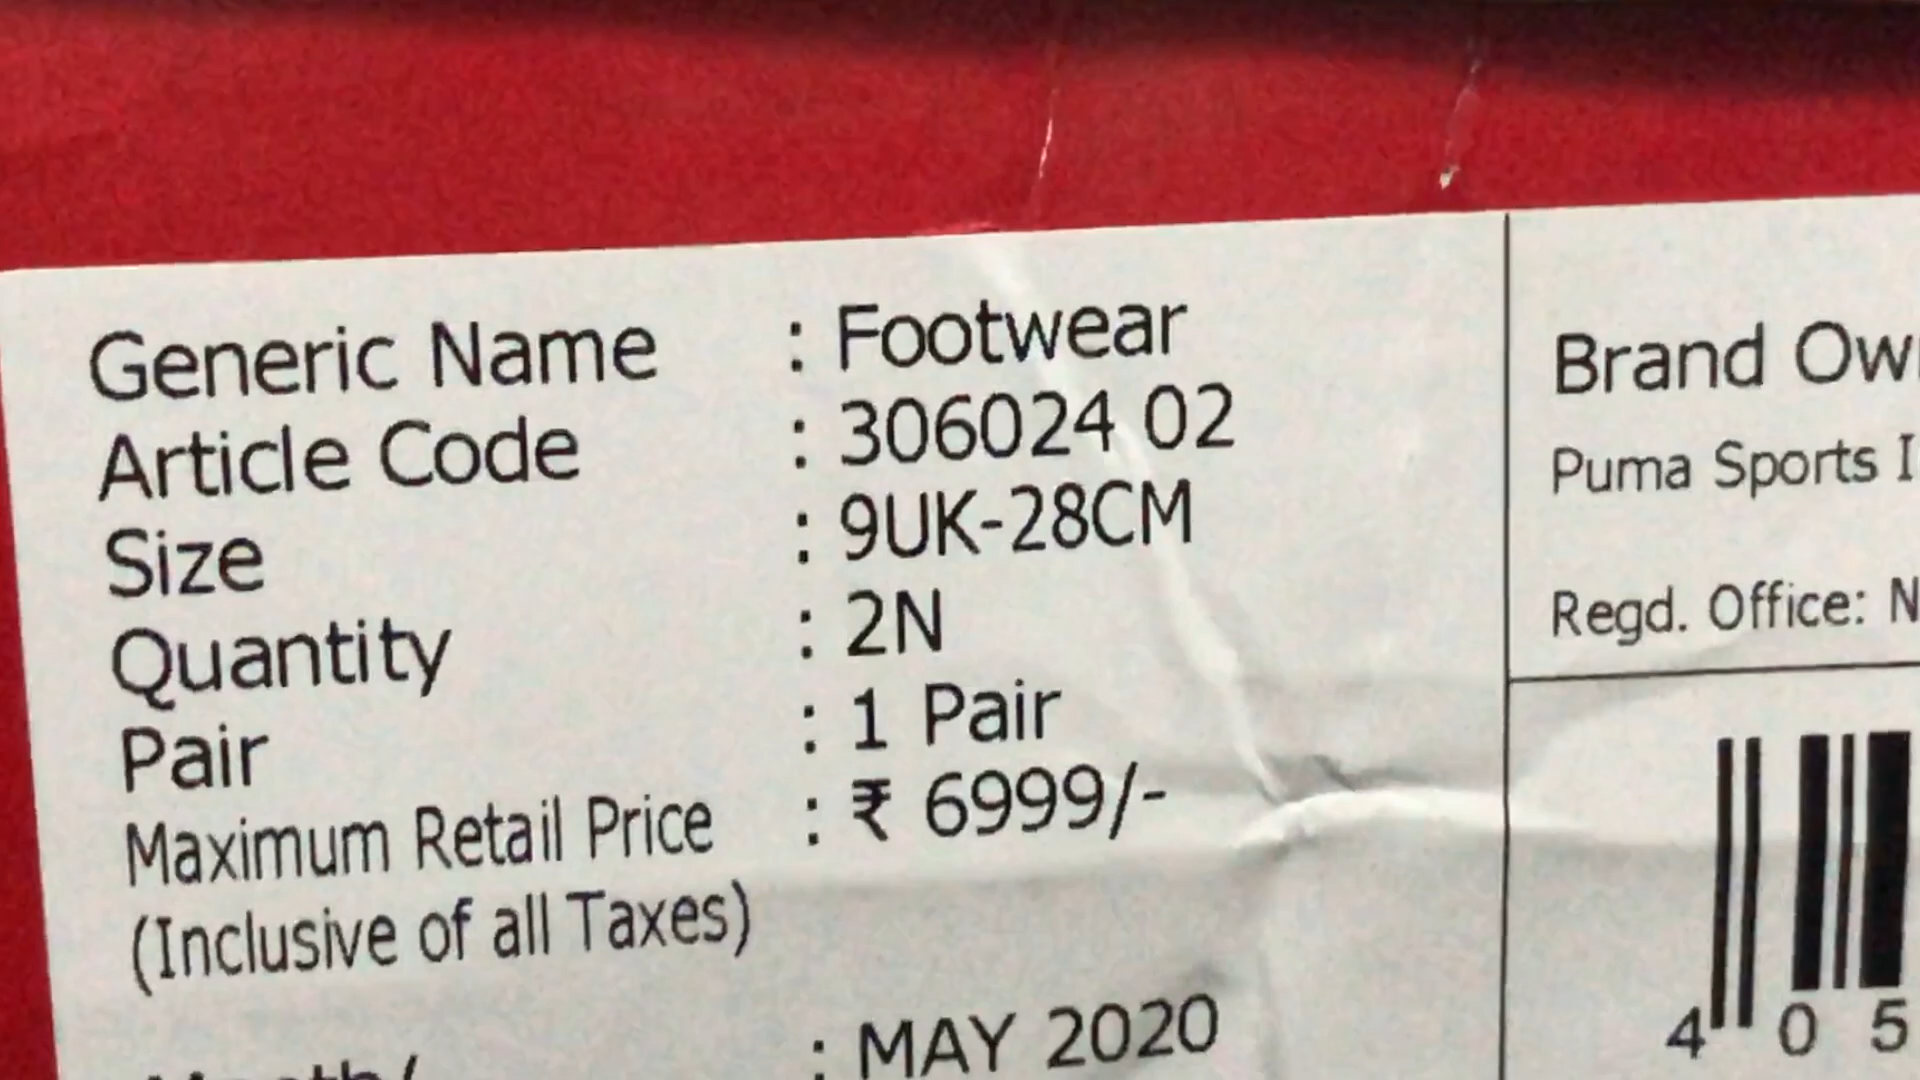 Generic Name : Footwear
Article Code : 306024 02
Size : 9UK-28CM
Quantity : 2N
Pair : 1 Pair
Maximum Retail Price : ₹ 6999/-
(Inclusive of all Taxes)
: MAY 2020
Brand
Puma Sports
Regd. Office:
4 0 5